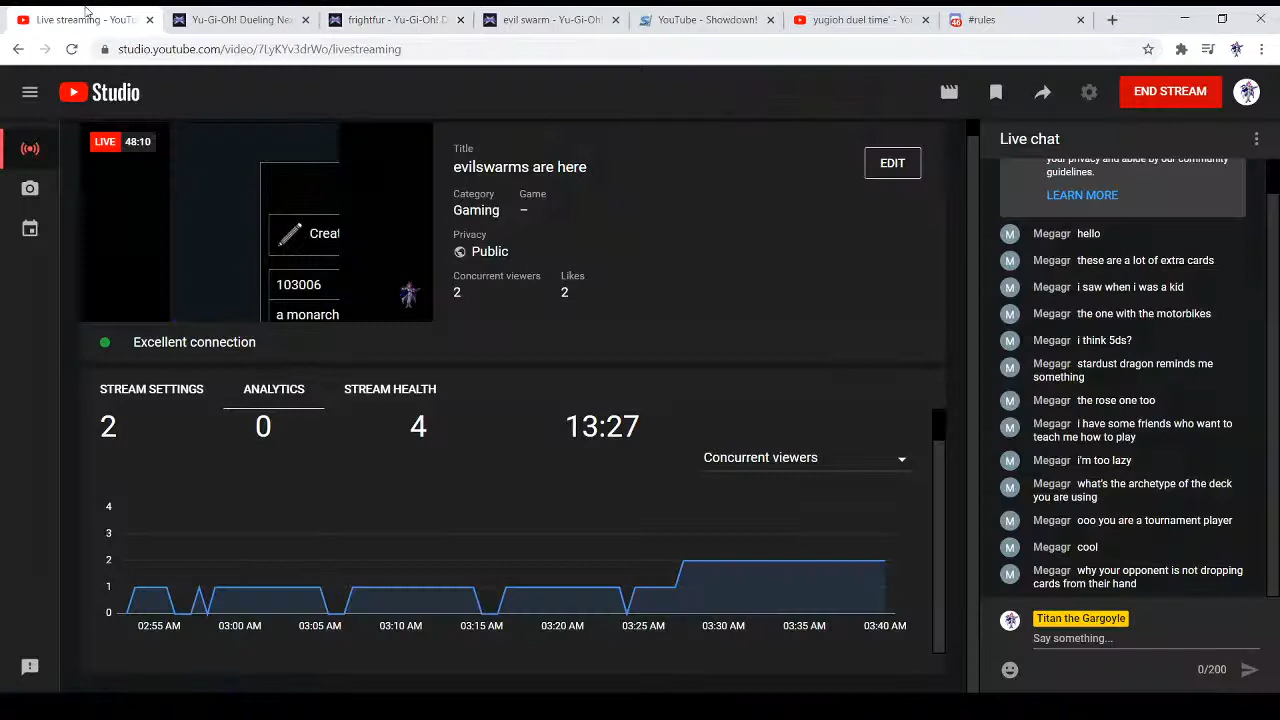 Live streaming - YouTu
Yu-Gi-Oh! Dueling Ne
frightfur - Yu-Gi-Oh! D
evil swarm - Yu-Gi-Oh!
YouTube - Showdown!
yugioh duel time' - Yo
#rules
46
studio.youtube.com/video/7LyKYv3drWo/livestreaming
Studio
END STREAM
LIVE 48:10
Creat
103006
a monarch
Title
evilswarms are here
EDIT
Category Game
Gaming –
Privacy
Public
Concurrent viewers Likes
2 2
Excellent connection
STREAM SETTINGS ANALYTICS STREAM HEALTH
2 0 4 13:27
Concurrent viewers
4
3
2
1
0
02:55 AM 03:00 AM 03:05 AM 03:10 AM 03:15 AM 03:20 AM 03:25 AM 03:30 AM 03:35 AM 03:40 AM
Live chat
your privacy and abide by our community
guidelines.
LEARN MORE
M Megagr hello
M Megagr these are a lot of extra cards
M Megagr i saw when i was a kid
M Megagr the one with the motorbikes
M Megagr i think 5ds?
M Megagr stardust dragon reminds me
something
M Megagr the rose one too
M Megagr i have some friends who want to
teach me how to play
M Megagr i'm too lazy
M Megagr what's the archetype of the deck
you are using
M Megagr ooo you are a tournament player
M Megagr cool
M Megagr why your opponent is not dropping
cards from their hand
Titan the Gargoyle
Say something...
0/200